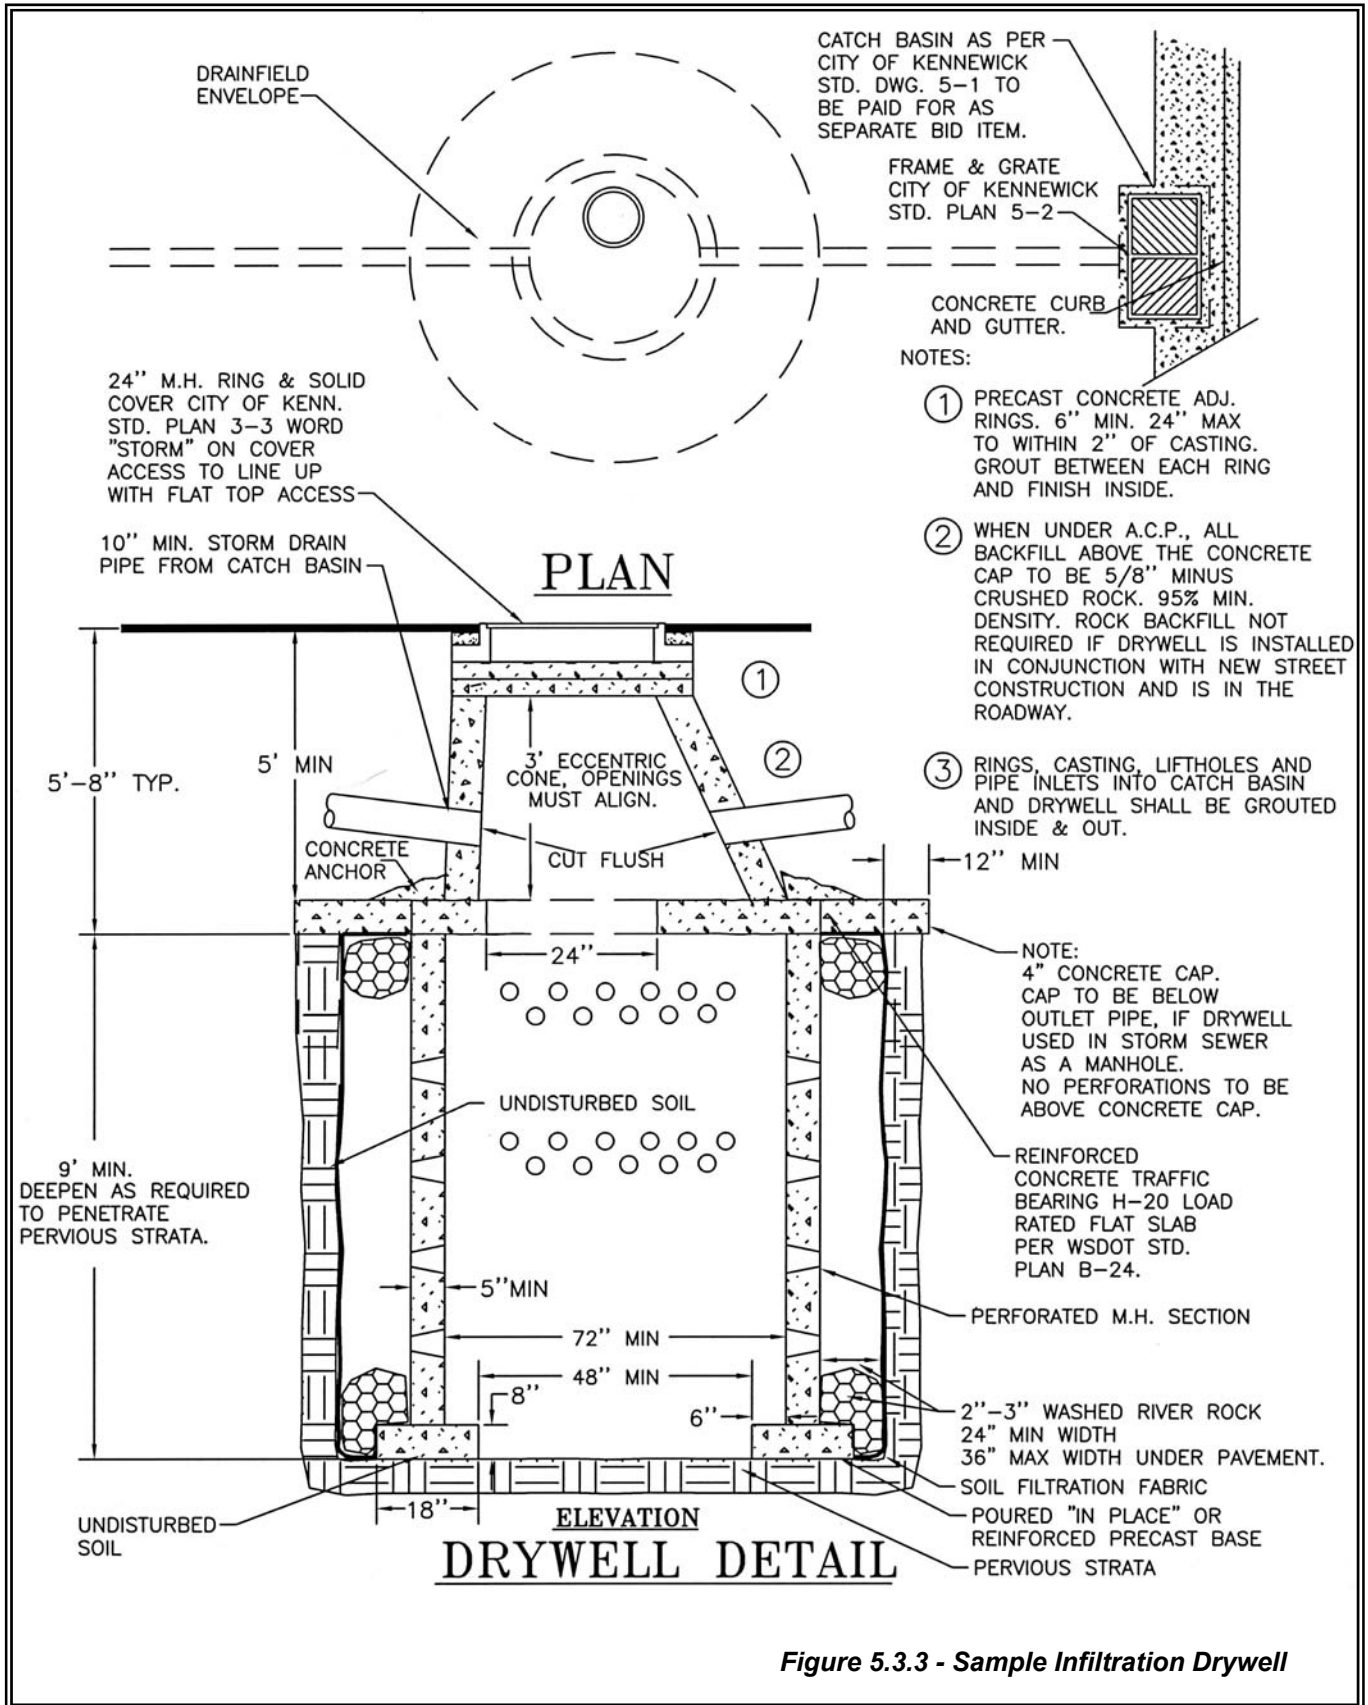 DRAINFIELD
ENVELOPE
CATCH BASIN AS PER
CITY OF KENNEWICK
STD. DWG. 5-1 TO
BE PAID FOR AS
SEPARATE BID ITEM.
FRAME & GRATE
CITY OF KENNEWICK
STD. PLAN 5-2
CONCRETE CURB
AND GUTTER.
24" M.H. RING & SOLID
COVER CITY OF KENN.
STD. PLAN 3-3 WORD
"STORM" ON COVER
ACCESS TO LINE UP
WITH FLAT TOP ACCESS
10" MIN. STORM DRAIN
PIPE FROM CATCH BASIN
PLAN
NOTES:
1 PRECAST CONCRETE ADJ.
RINGS. 6" MIN. 24" MAX
TO WITHIN 2" OF CASTING.
GROUT BETWEEN EACH RING
AND FINISH INSIDE.
2 WHEN UNDER A.C.P., ALL
BACKFILL ABOVE THE CONCRETE
CAP TO BE 5/8" MINUS
CRUSHED ROCK. 95% MIN.
DENSITY. ROCK BACKFILL NOT
REQUIRED IF DRYWELL IS INSTALLED
IN CONJUNCTION WITH NEW STREET
CONSTRUCTION AND IS IN THE
ROADWAY.
3 RINGS, CASTING, LIFTHOLES AND
PIPE INLETS INTO CATCH BASIN
AND DRYWELL SHALL BE GROUTED
INSIDE & OUT.
1
2
5'-8" TYP.
5' MIN
3' ECCENTRIC
CONE, OPENINGS
MUST ALIGN.
CONCRETE
ANCHOR
CUT FLUSH
12" MIN
24"
NOTE:
4" CONCRETE CAP.
CAP TO BE BELOW
OUTLET PIPE, IF DRYWELL
USED IN STORM SEWER
AS A MANHOLE.
NO PERFORATIONS TO BE
ABOVE CONCRETE CAP.
UNDISTURBED SOIL
9' MIN.
DEEPEN AS REQUIRED
TO PENETRATE
PERVIOUS STRATA.
REINFORCED
CONCRETE TRAFFIC
BEARING H-20 LOAD
RATED FLAT SLAB
PER WSDOT STD.
PLAN B-24.
5"MIN
PERFORATED M.H. SECTION
72" MIN
48" MIN
8"
6"
2"-3" WASHED RIVER ROCK
24" MIN WIDTH
36" MAX WIDTH UNDER PAVEMENT.
SOIL FILTRATION FABRIC
POURED "IN PLACE" OR
REINFORCED PRECAST BASE
PERVIOUS STRATA
18"
UNDISTURBED
SOIL
ELEVATION
DRYWELL DETAIL
Figure 5.3.3 - Sample Infiltration Drywell